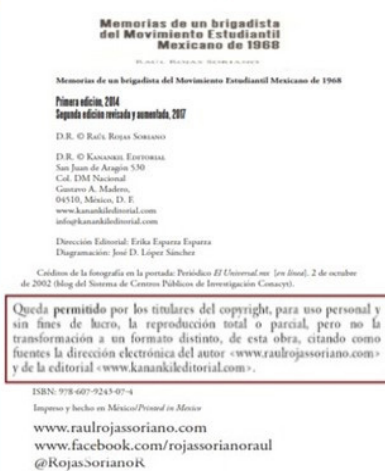 Memorias de un brigadista
del Movimiento Estudiantil
Mexicano de 1968
RAÚL ROJAS SORIANO
Memorias de un brigadista del Movimiento Estudiantil Mexicano de 1968
Primera edición, 2014
Segunda edición revisada y aumentada, 2017
D.R. © RAÚL ROJAS SORIANO
D.R. © KANANKIL EDITORIAL
San Juan de Aragón 530
Col. DM Nacional
Gustavo A. Madero,
04510, México, D. F.
www.kanankileditorial.com
info@kanankileditorial.com
Dirección Editorial: Erika Esparza Esparza
Diagramación: José D. López Sánchez
Créditos de la fotografía en la portada: Periódico El Universal.mx [en línea]. 2 de octubre
de 2002 (blog del Sistema de Centros Públicos de Investigación Conacyt).
Queda permitido por los titulares del copyright, para uso personal y
sin fines de lucro, la reproducción total o parcial, pero no la
transformación a un formato distinto, de esta obra, citando como
fuentes la dirección electrónica del autor <www.raulrojassoriano.com>
y de la editorial <www.kanankileditorial.com>.
ISBN: 978-607-9243-07-4
Impreso y hecho en México/Printed in Mexico
www.raulrojassoriano.com
www.facebook.com/rojassorianoraul
@RojasSorianoR